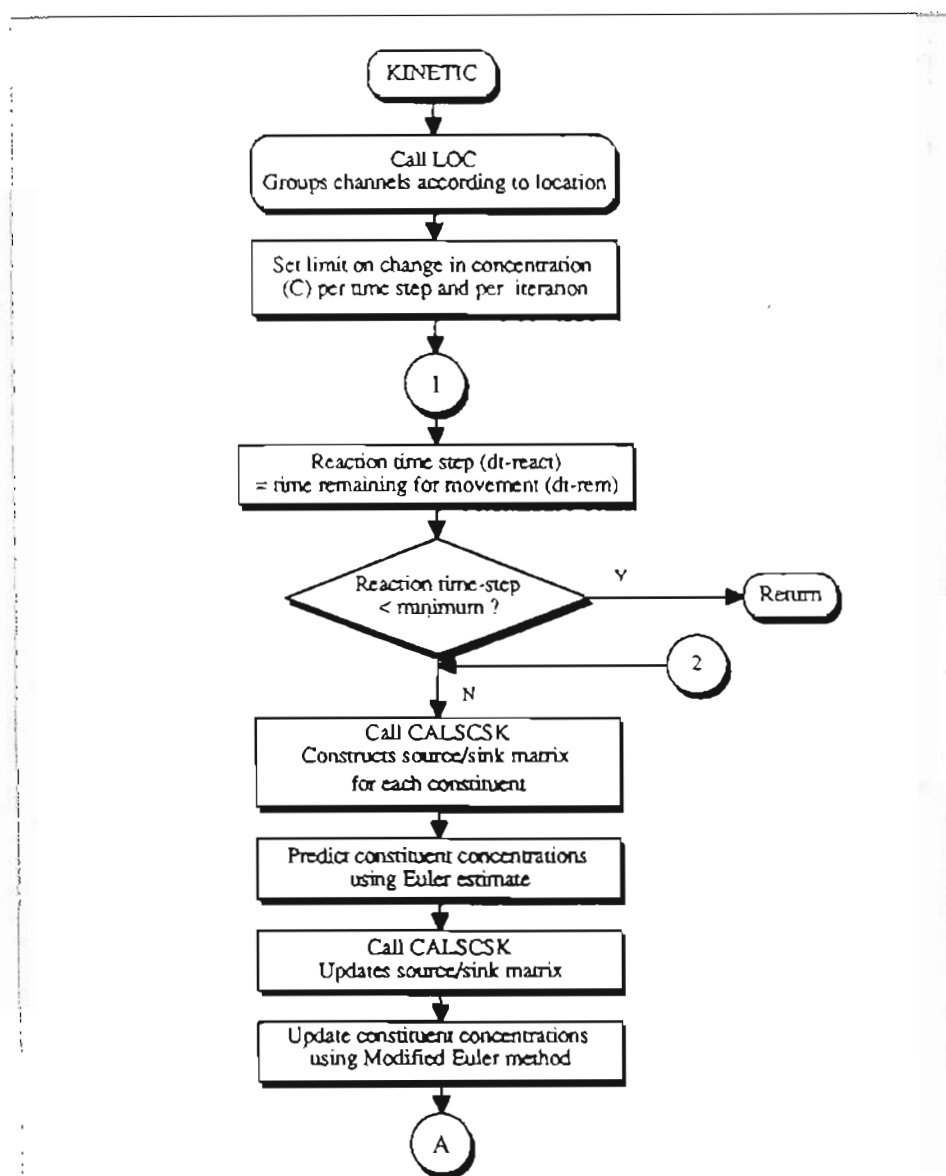 KINETIC
Call LOC
Groups channels according to location
Set limit on change in concentration
(C) per time step and per iteration
1
Reaction time step (dt-react)
= time remaining for movement (dt-rem)
Reaction time-step
< minimum ?
Y
Return
2
N
Call CALSCSK
Constructs source/sink matrix
for each constituent
Predict constituent concentrations
using Euler estimate
Call CALSCSK
Updates source/sink matrix
Update constituent concentrations
using Modified Euler method
A